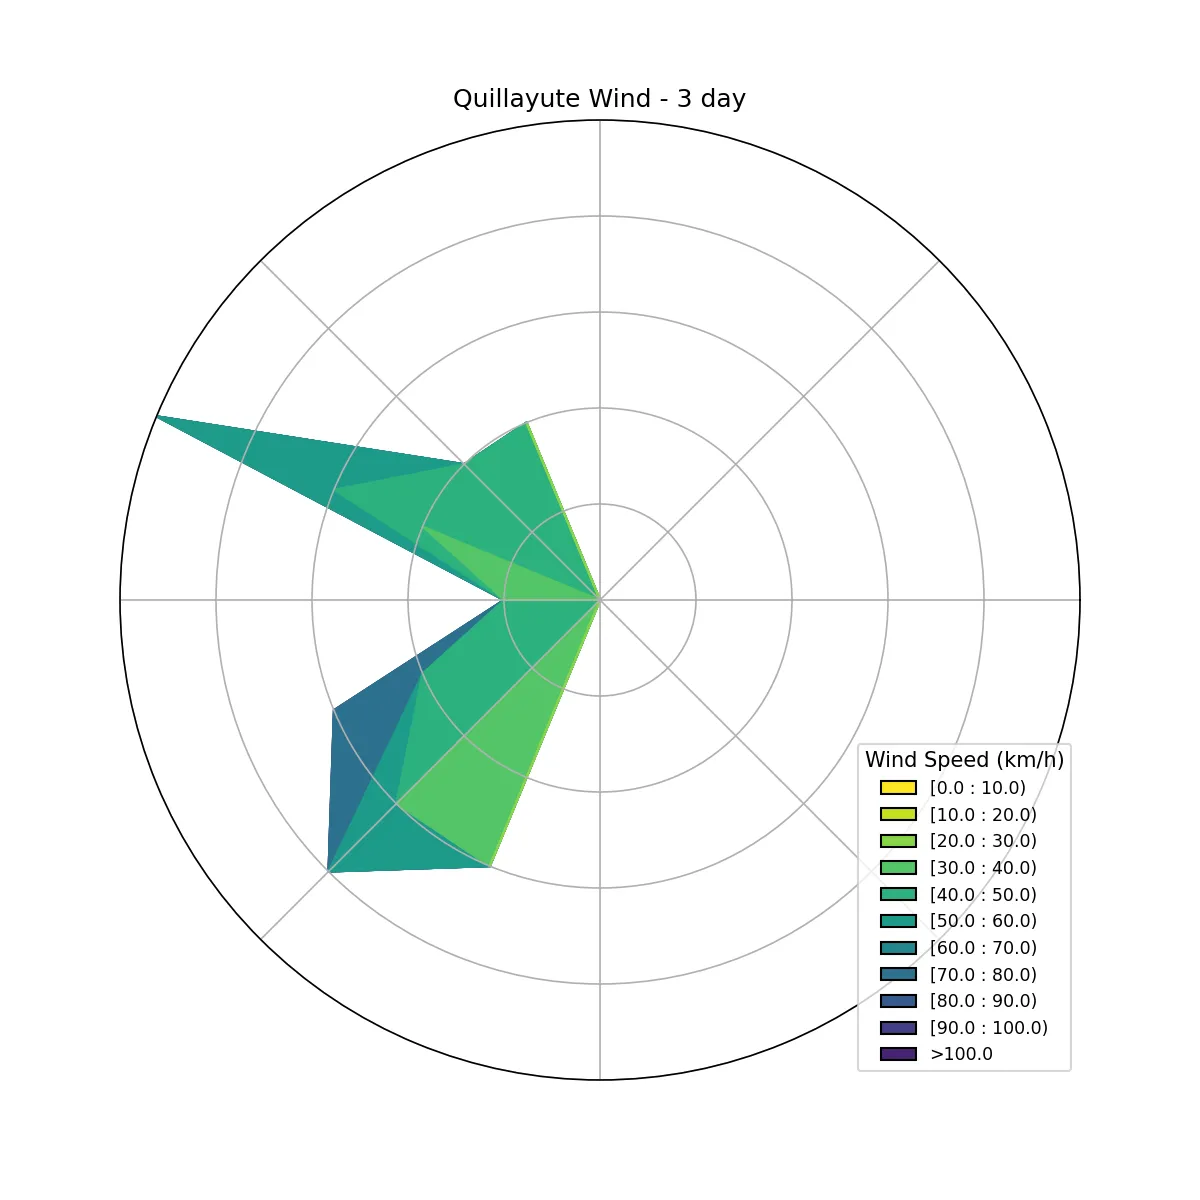 Quillayute Wind - 3 day
Wind Speed (km/h)
[0.0 : 10.0)
[10.0 : 20.0)
[20.0 : 30.0)
[30.0 : 40.0)
[40.0 : 50.0)
[50.0 : 60.0)
[60.0 : 70.0)
[70.0 : 80.0)
[80.0 : 90.0)
[90.0 : 100.0)
>100.0